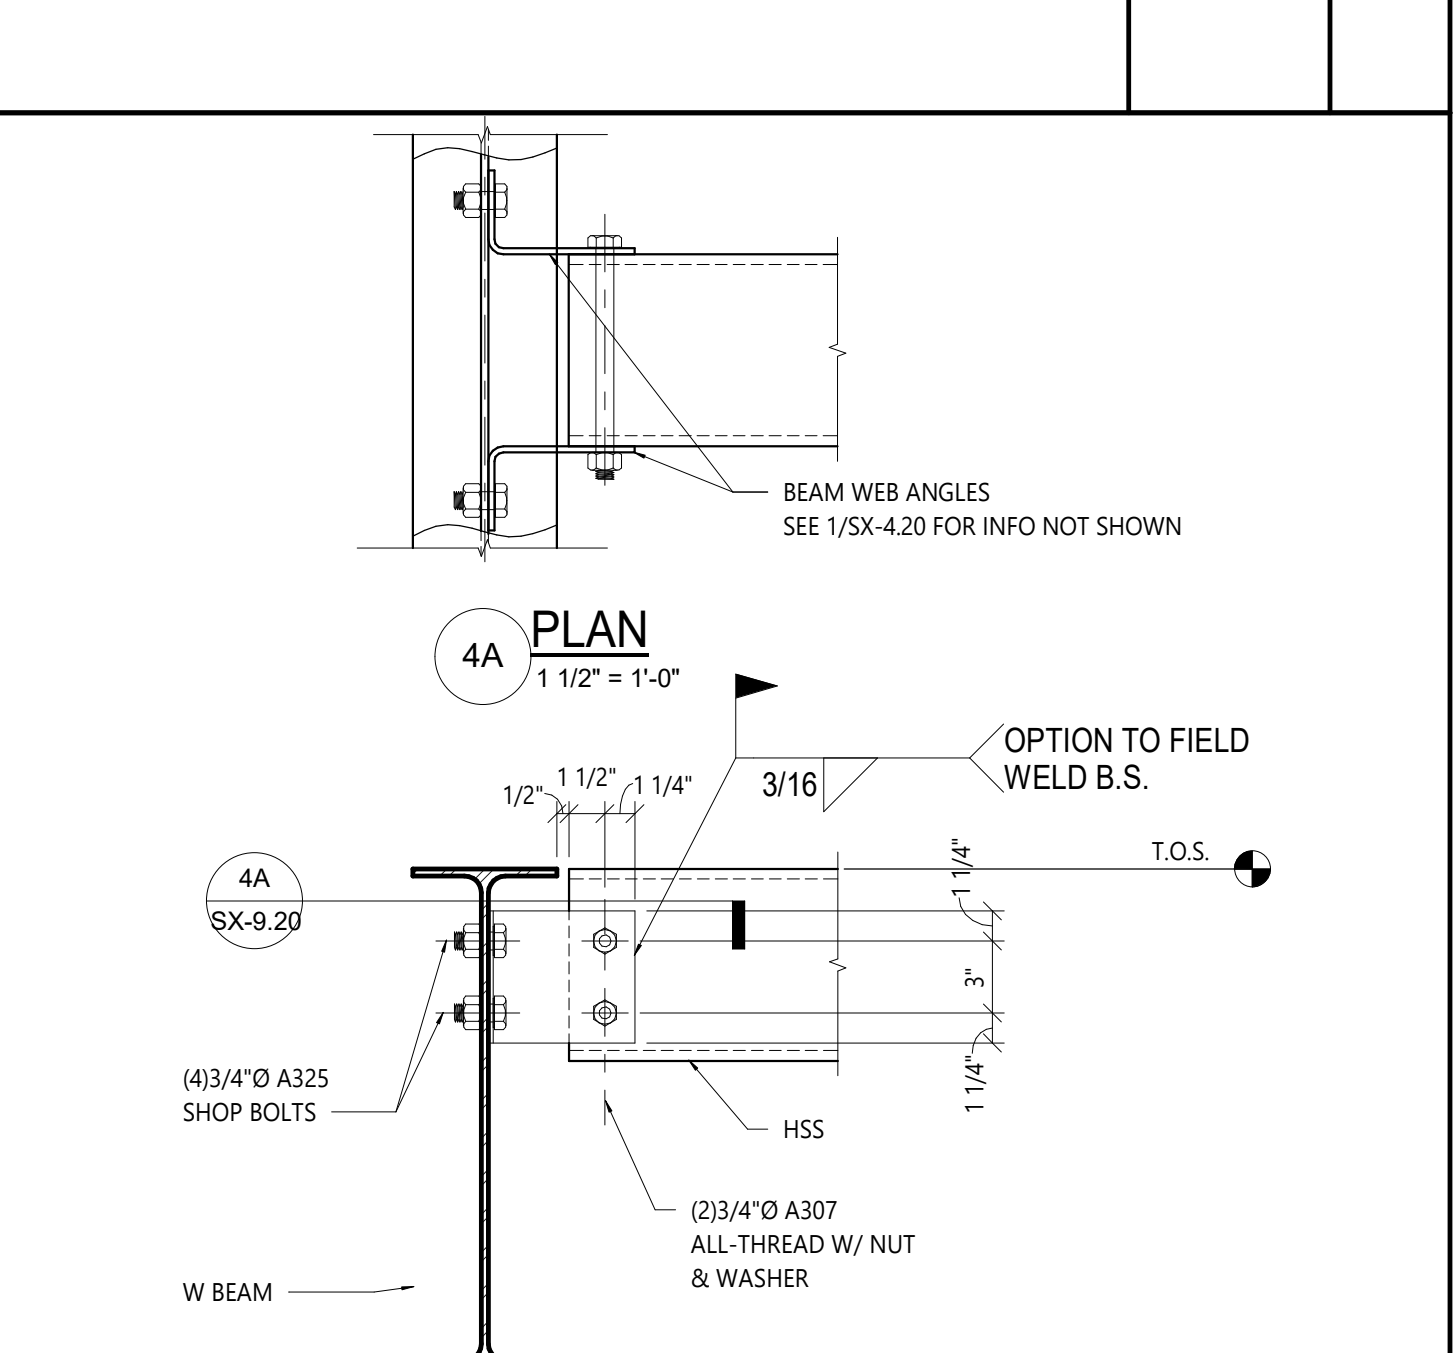 BEAM WEB ANGLES
SEE 1/SX-4.20 FOR INFO NOT SHOWN
4A
PLAN
1 1/2" = 1'-0"
OPTION TO FIELD
WELD B.S.
3/16
1/2"
1 1/2"
1 1/4"
T.O.S.
4A
SX-9.20
1 1/4"
3"
1 1/4"
(4)3/4"Ø A325
SHOP BOLTS
HSS
(2)3/4"Ø A307
ALL-THREAD W/ NUT
& WASHER
W BEAM